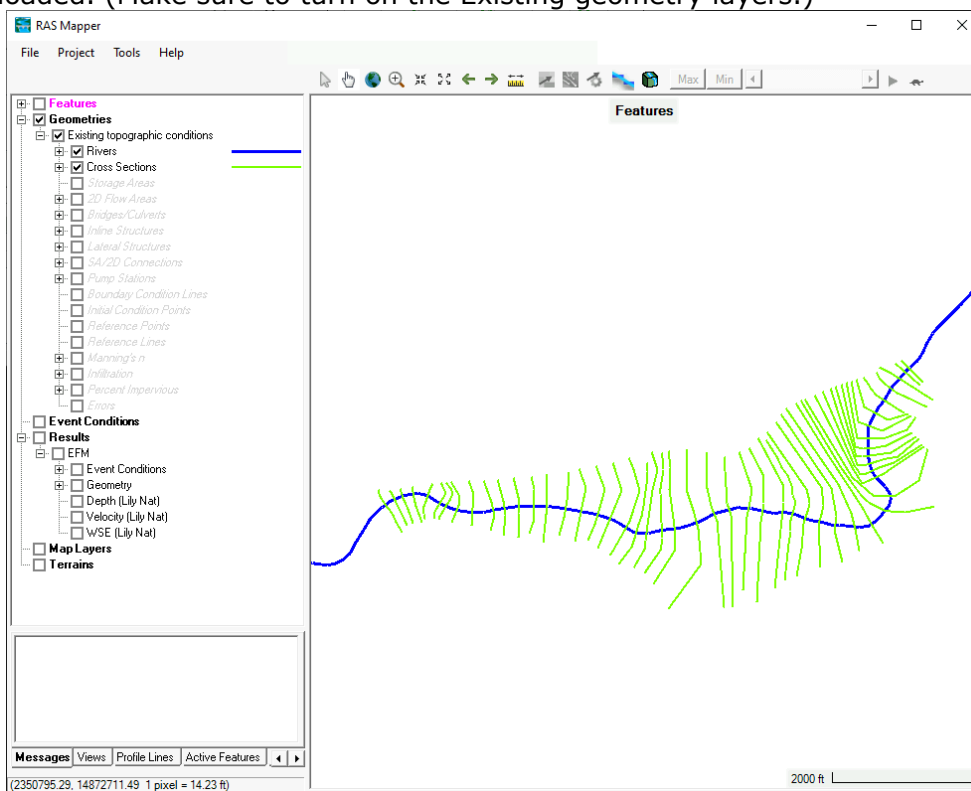 loaded. (Make sure to turn on the Existing geometry layers.)
RAS Mapper
File Project Tools Help
Max Min
Features
Features
Geometries
Existing topographic conditions
Rivers
Cross Sections
Storage Areas
2D Flow Areas
Bridges/Culverts
Inline Structures
Lateral Structures
SA/2D Connections
Pump Stations
Boundary Condition Lines
Initial Condition Points
Reference Points
Reference Lines
Manning's n
Infiltration
Percent Impervious
Errors
Event Conditions
Results
EFM
Event Conditions
Geometry
Depth (Lily Nat)
Velocity (Lily Nat)
WSE (Lily Nat)
Map Layers
Terrains
Messages Views Profile Lines Active Features
(2350795.29, 14872711.49 1 pixel = 14.23 ft)
2000 ft